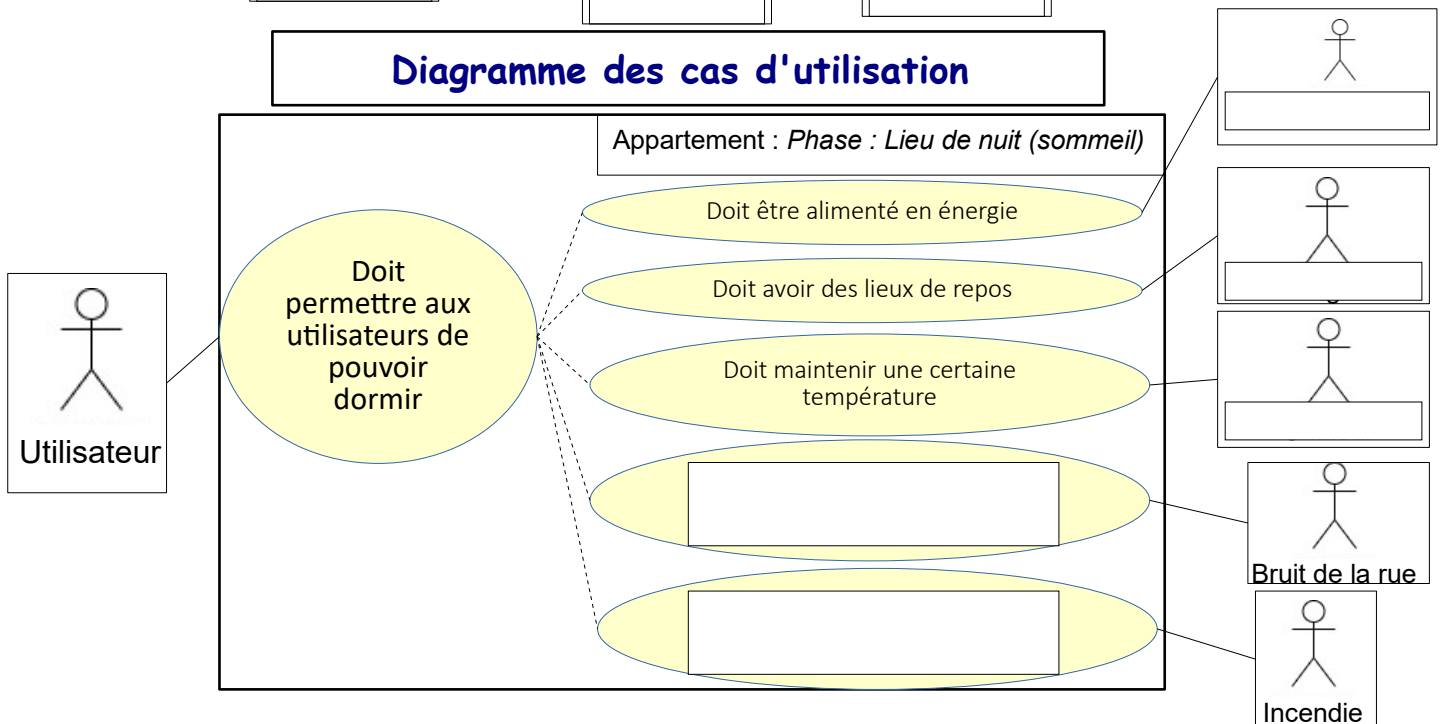 Diagramme des cas d'utilisation
Appartement : Phase : Lieu de nuit (sommeil)
Doit être alimenté en énergie
Doit avoir des lieux de repos
Doit
permettre aux
utilisateurs de
pouvoir
dormir
Doit maintenir une certaine
température
Utilisateur
Bruit de la rue
Incendie